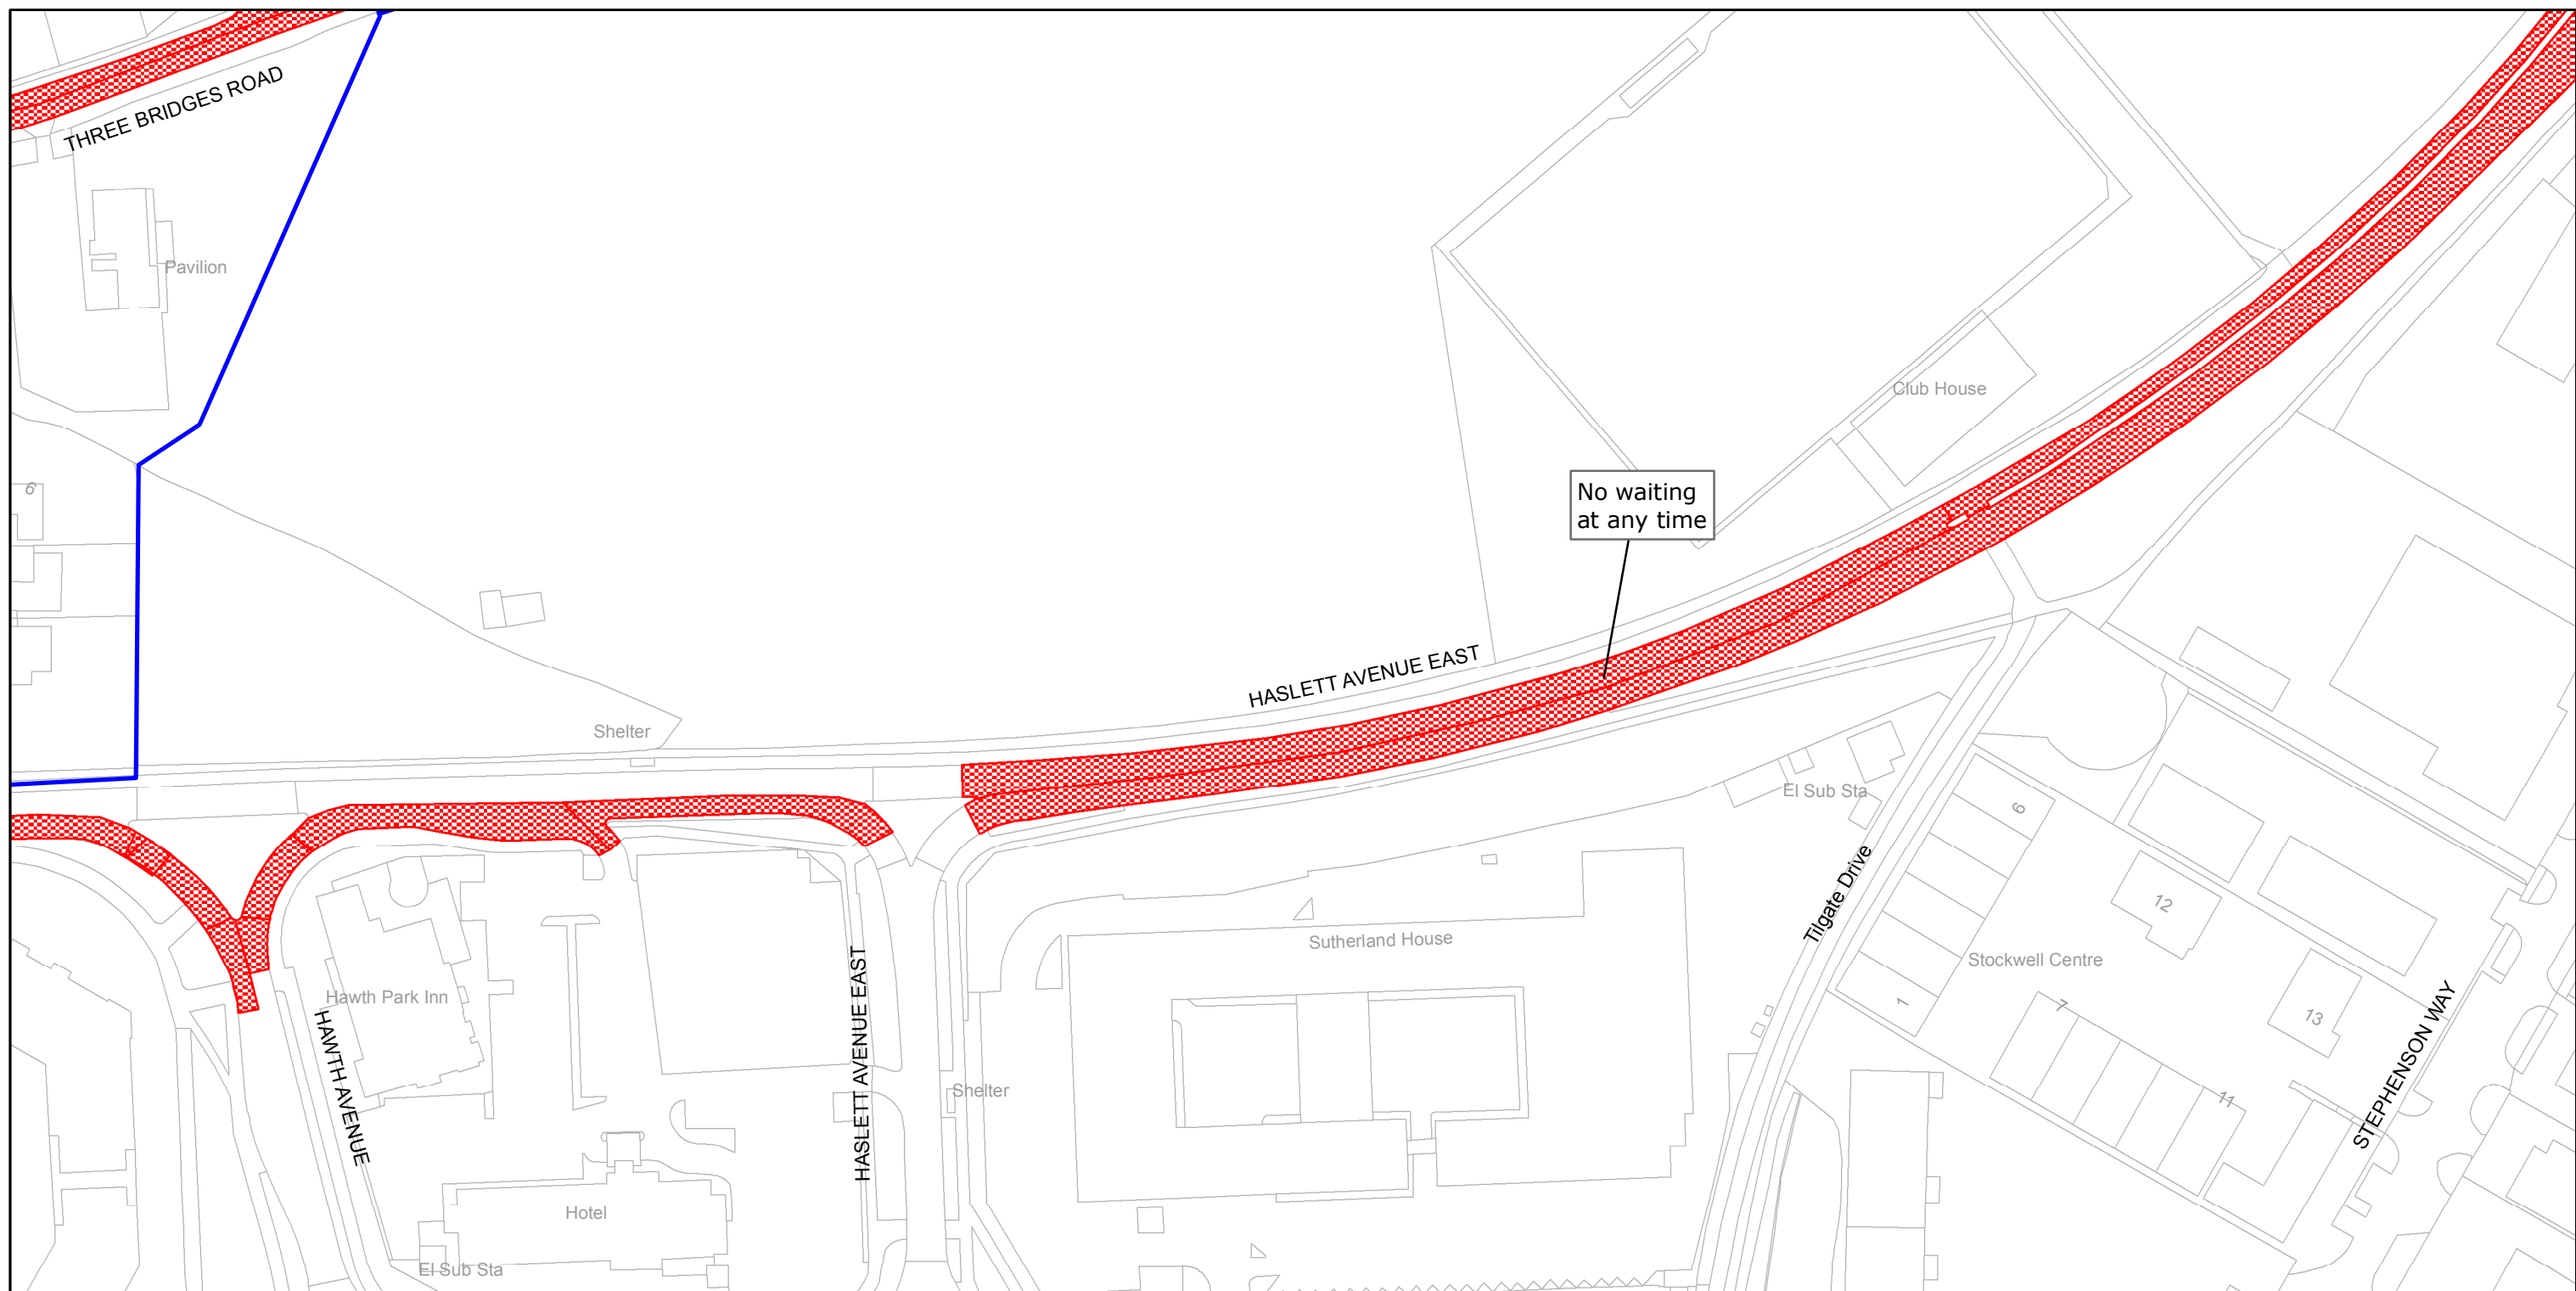 THREE BRIDGES ROAD
Pavilion
Club House
6
No waiting
at any time
HASLETT AVENUE EAST
Shelter
El Sub Sta
6
Tilgate Drive
12
Sutherland House
Stockwell Centre
Hawth Park Inn
1
7
13
HAWTH AVENUE
HASLETT AVENUE EAST
Shelter
11
STEPHENSON WAY
Hotel
El Sub Sta